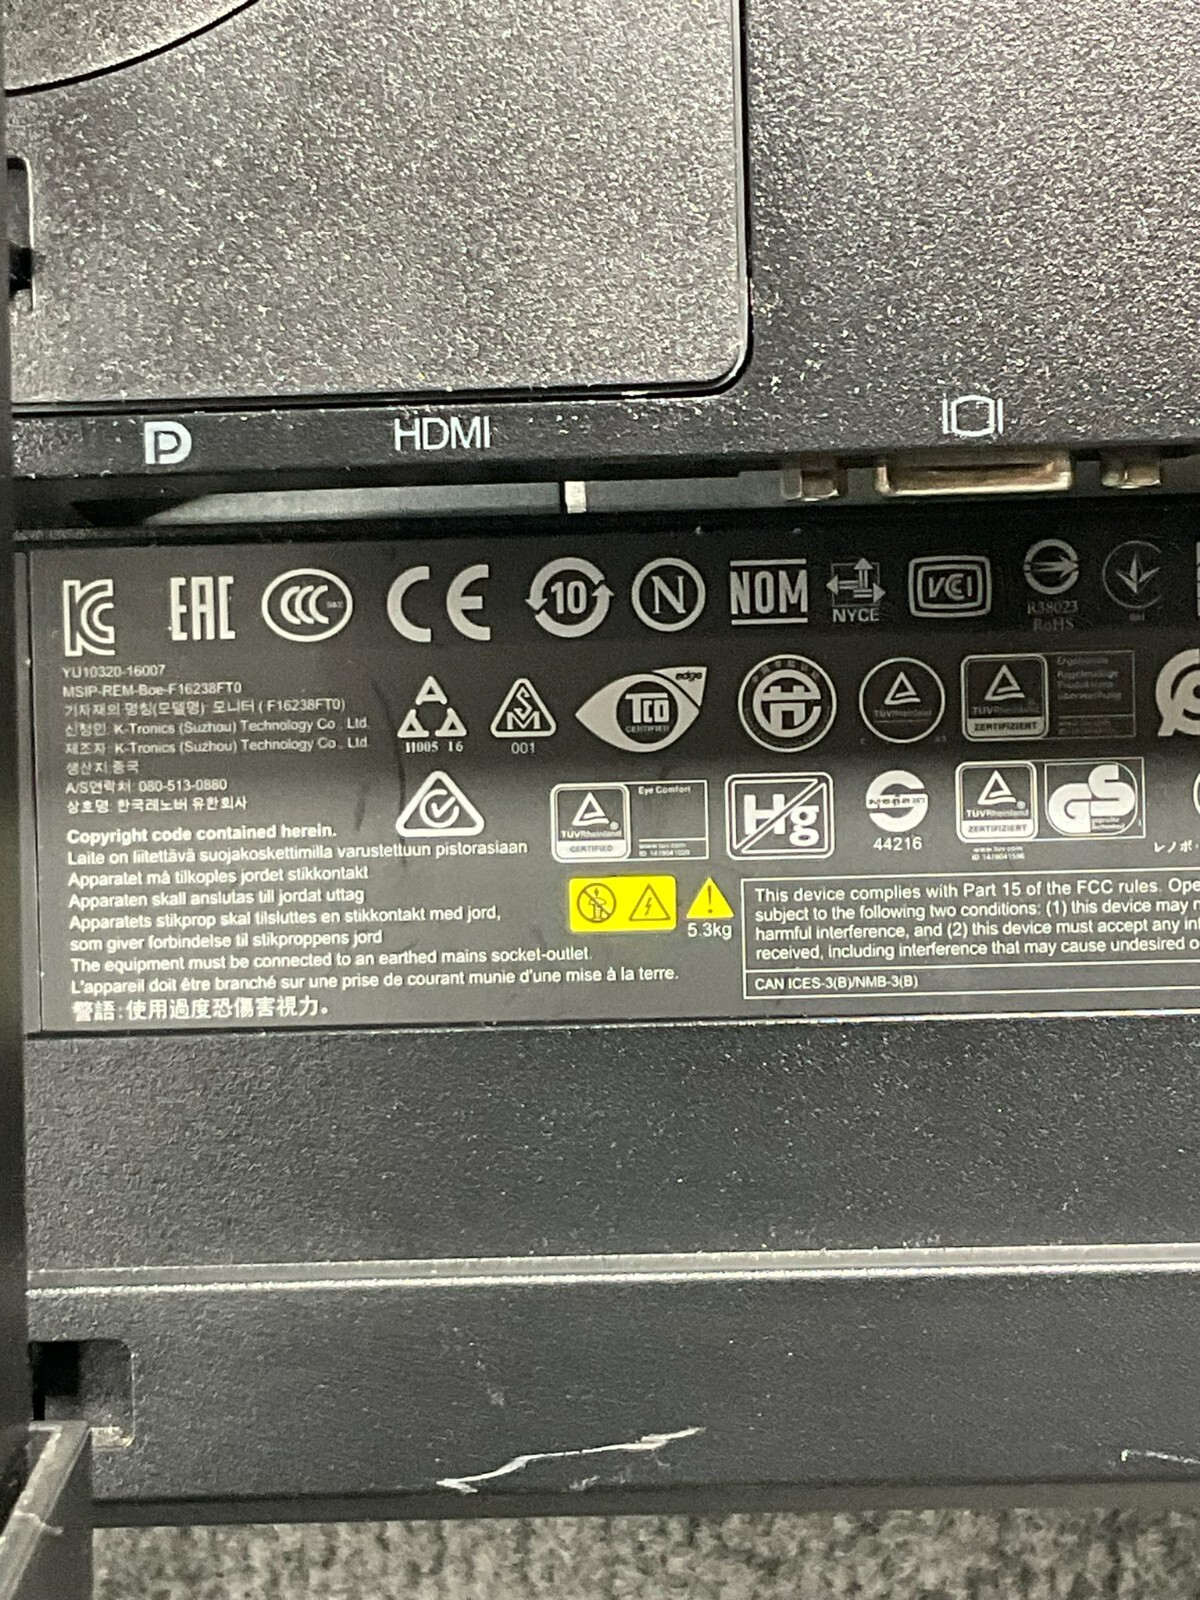 HDMI
EAC
CCC
CE
10
N
NOM
NYCE
VCI
R38023
RoHS
YU10320-16007
MSIP-REM-Boe-F16238FT0
기자재의 명칭(모델명): 모니터 ( F16238FT0)
신청인: K-Tronics (Suzhou) Technology Co., Ltd.
제조자: K-Tronics (Suzhou) Technology Co., Ltd.
생산지:중국
A/S연락처: 080-513-0880
상호명: 한국레노버 유한회사
H005 16
001
TCO
CERTIFIED
edge
TÜVRheinland
TÜVRheinland
ZERTIFIZIERT
Copyright code contained herein.
Laite on liitettävä suojakoskettimilla varustettuun pistorasiaan
Apparatet må tilkoples jordet stikkontakt
Apparaten skall anslutas till jordat uttag
Apparatets stikprop skal tilsluttes en stikkontakt med jord,
som giver forbindelse til stikproppens jord
The equipment must be connected to an earthed mains socket-outlet.
L'appareil doit être branché sur une prise de courant munie d'une mise à la terre.
警語:使用過度恐傷害視力。
TÜVRheinland
CERTIFIED
Eye Comfort
Hg
44216
TÜVRheinland
ZERTIFIZIERT
GS
レノボ・
5.3kg
This device complies with Part 15 of the FCC rules. Ope
subject to the following two conditions: (1) this device may n
harmful interference, and (2) this device must accept any in
received, including interference that may cause undesired o
CAN ICES-3(B)/NMB-3(B)